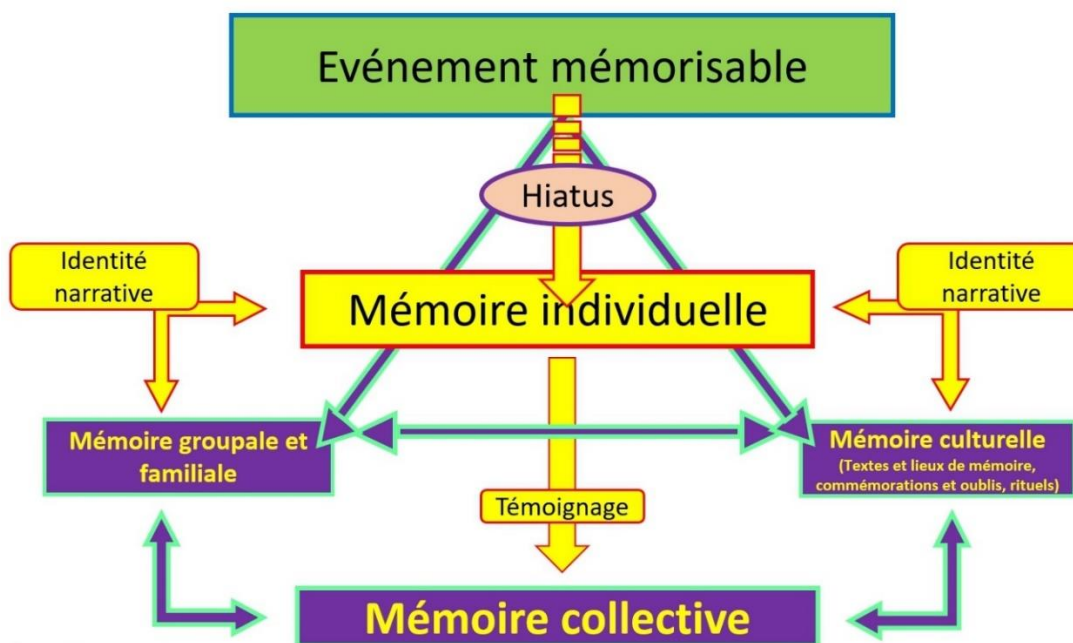 Evénement mémorisable
Hiatus
Identité
narrative
Identité
narrative
Mémoire individuelle
Mémoire groupale et
familiale
Mémoire culturelle
(Textes et lieux de mémoire,
commémorations et oublis, rituels)
Témoignage
Mémoire collective